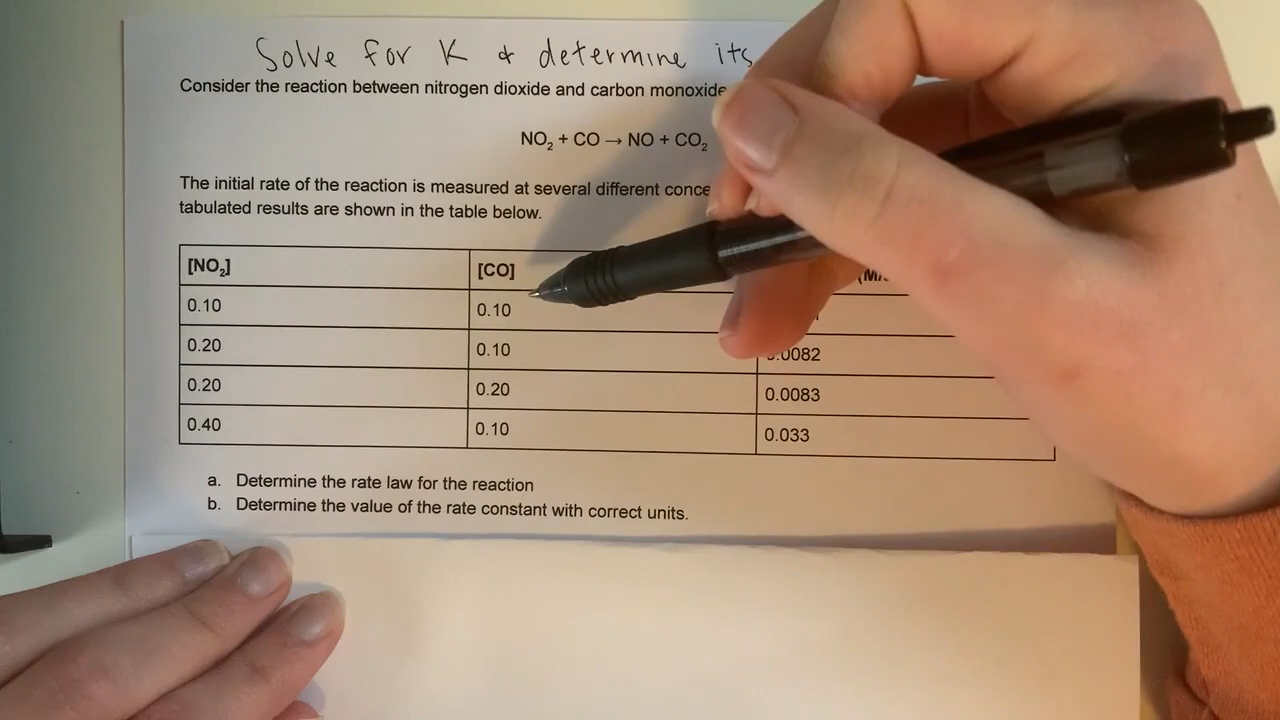 Solve for K & determine its
Consider the reaction between nitrogen dioxide and carbon monoxide
NO₂ + CO → NO + CO₂
The initial rate of the reaction is measured at several different
tabulated results are shown in the table below.
[NO₂] [CO]
0.10 0.10
0.20 0.10 0.0082
0.20 0.20 0.0083
0.40 0.10 0.033
a. Determine the rate law for the reaction
b. Determine the value of the rate constant with correct units.